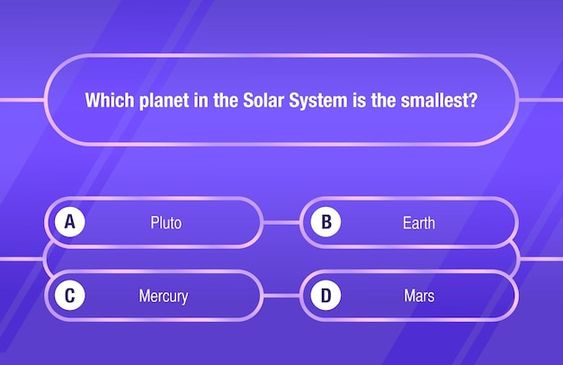 Which planet in the Solar System is the smallest?
A Pluto
B Earth
C Mercury
D Mars